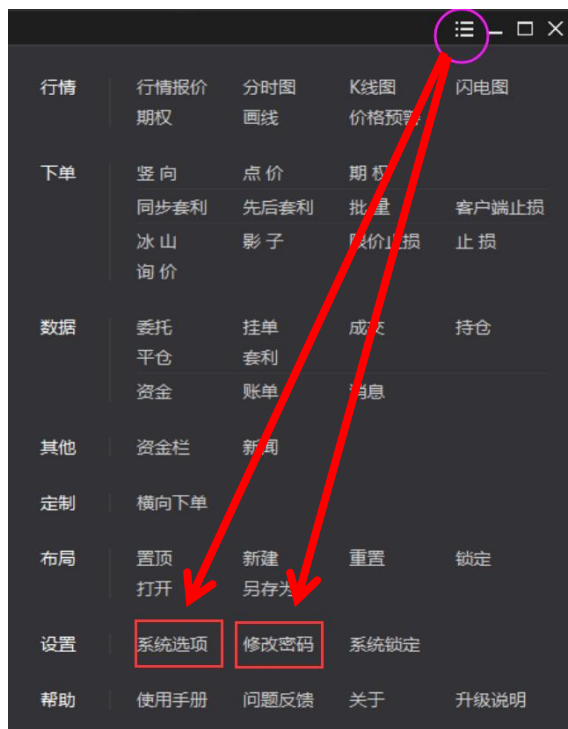 行情 行情报价 分时图 K线图 闪电图
期权 画线 价格预警
下单 竖向 点价 期权
同步套利 先后套利 批量 客户端止损
冰山 影子 限价止损 止损
询价
数据 委托 挂单 成交 持仓
平仓 套利
资金 账单 消息
其他 资金栏 新闻
定制 横向下单
布局 置顶 新建 重置 锁定
打开 另存为
设置 系统选项 修改密码 系统锁定
帮助 使用手册 问题反馈 关于 升级说明